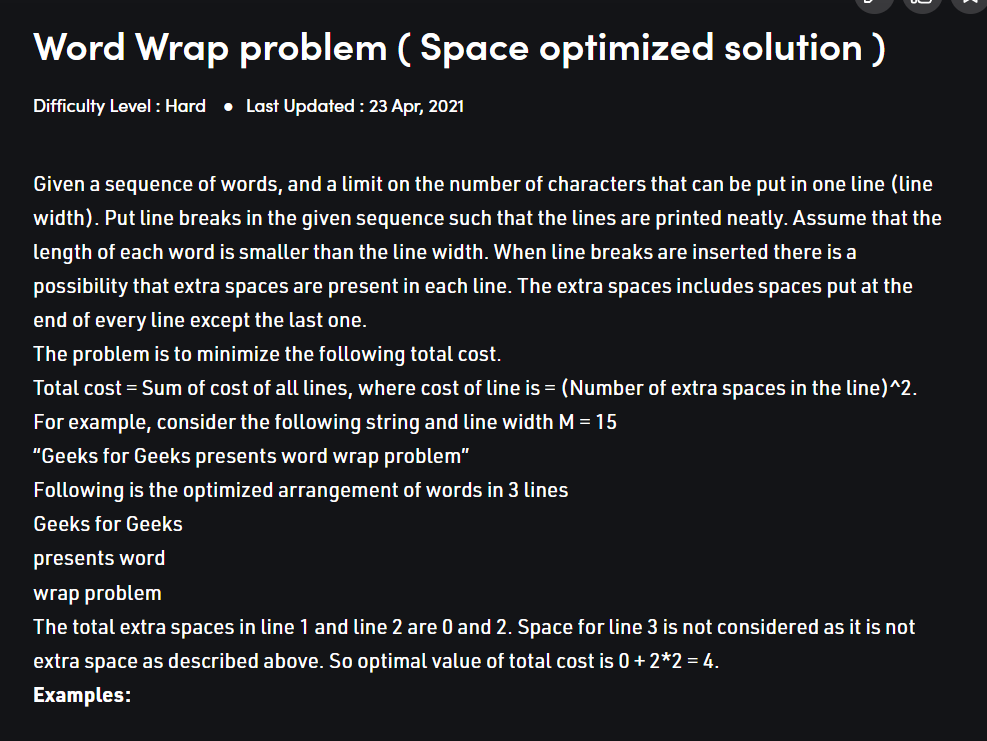 Word Wrap problem ( Space optimized solution )
Difficulty Level : Hard ● Last Updated : 23 Apr, 2021
Given a sequence of words, and a limit on the number of characters that can be put in one line (line
width). Put line breaks in the given sequence such that the lines are printed neatly. Assume that the
length of each word is smaller than the line width. When line breaks are inserted there is a
possibility that extra spaces are present in each line. The extra spaces includes spaces put at the
end of every line except the last one.
The problem is to minimize the following total cost.
Total cost = Sum of cost of all lines, where cost of line is = (Number of extra spaces in the line)^2.
For example, consider the following string and line width M = 15
“Geeks for Geeks presents word wrap problem”
Following is the optimized arrangement of words in 3 lines
Geeks for Geeks
presents word
wrap problem
The total extra spaces in line 1 and line 2 are 0 and 2. Space for line 3 is not considered as it is not
extra space as described above. So optimal value of total cost is 0 + 2*2 = 4.
Examples: